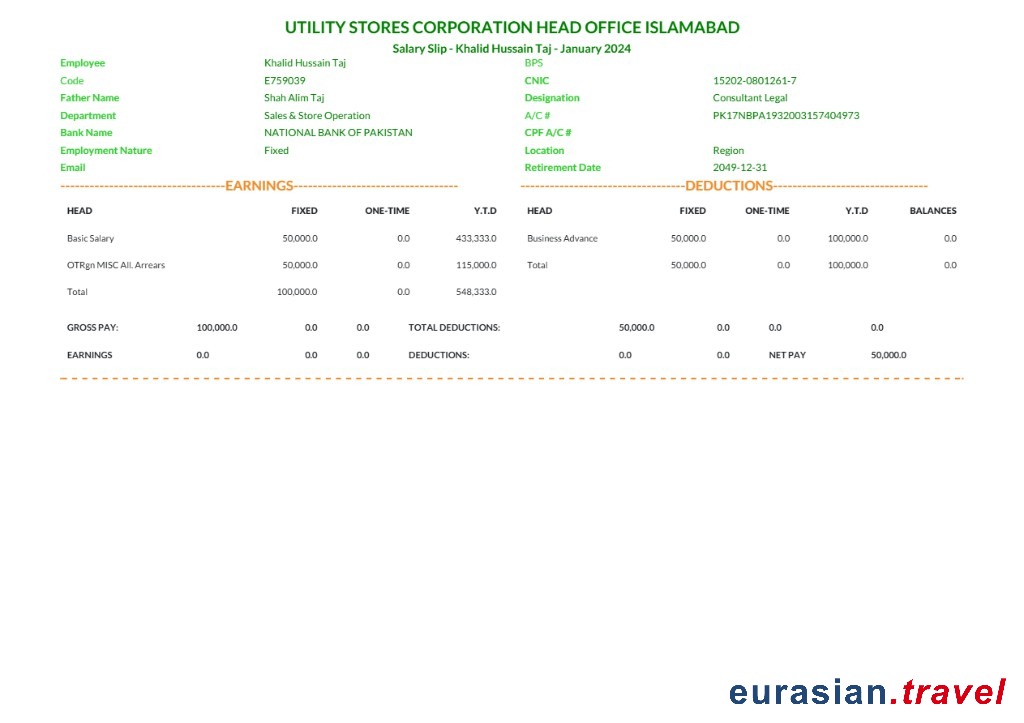 UTILITY STORES CORPORATION HEAD OFFICE ISLAMABAD
Salary Slip - Khalid Hussain Taj - January 2024
Employee Khalid Hussain Taj BPS
Code E759039 CNIC 15202-0801261-7
Father Name Shah Alim Taj Designation Consultant Legal
Department Sales & Store Operation A/C # PK17NBPA1932003157404973
Bank Name NATIONAL BANK OF PAKISTAN CPF A/C #
Employment Nature Fixed Location Region
Email Retirement Date 2049-12-31
---------------------------------EARNINGS--------------------------------- ---------------------------------DEDUCTIONS-------------------------------
HEAD FIXED ONE-TIME Y.T.D HEAD FIXED ONE-TIME Y.T.D BALANCES
Basic Salary 50,000.0 0.0 433,333.0 Business Advance 50,000.0 0.0 100,000.0 0.0
OTRgn MISC All. Arrears 50,000.0 0.0 115,000.0 Total 50,000.0 0.0 100,000.0 0.0
Total 100,000.0 0.0 548,333.0
GROSS PAY: 100,000.0 0.0 0.0 TOTAL DEDUCTIONS: 50,000.0 0.0 0.0 0.0
EARNINGS 0.0 0.0 0.0 DEDUCTIONS: 0.0 0.0 NET PAY 50,000.0
eurasian.travel